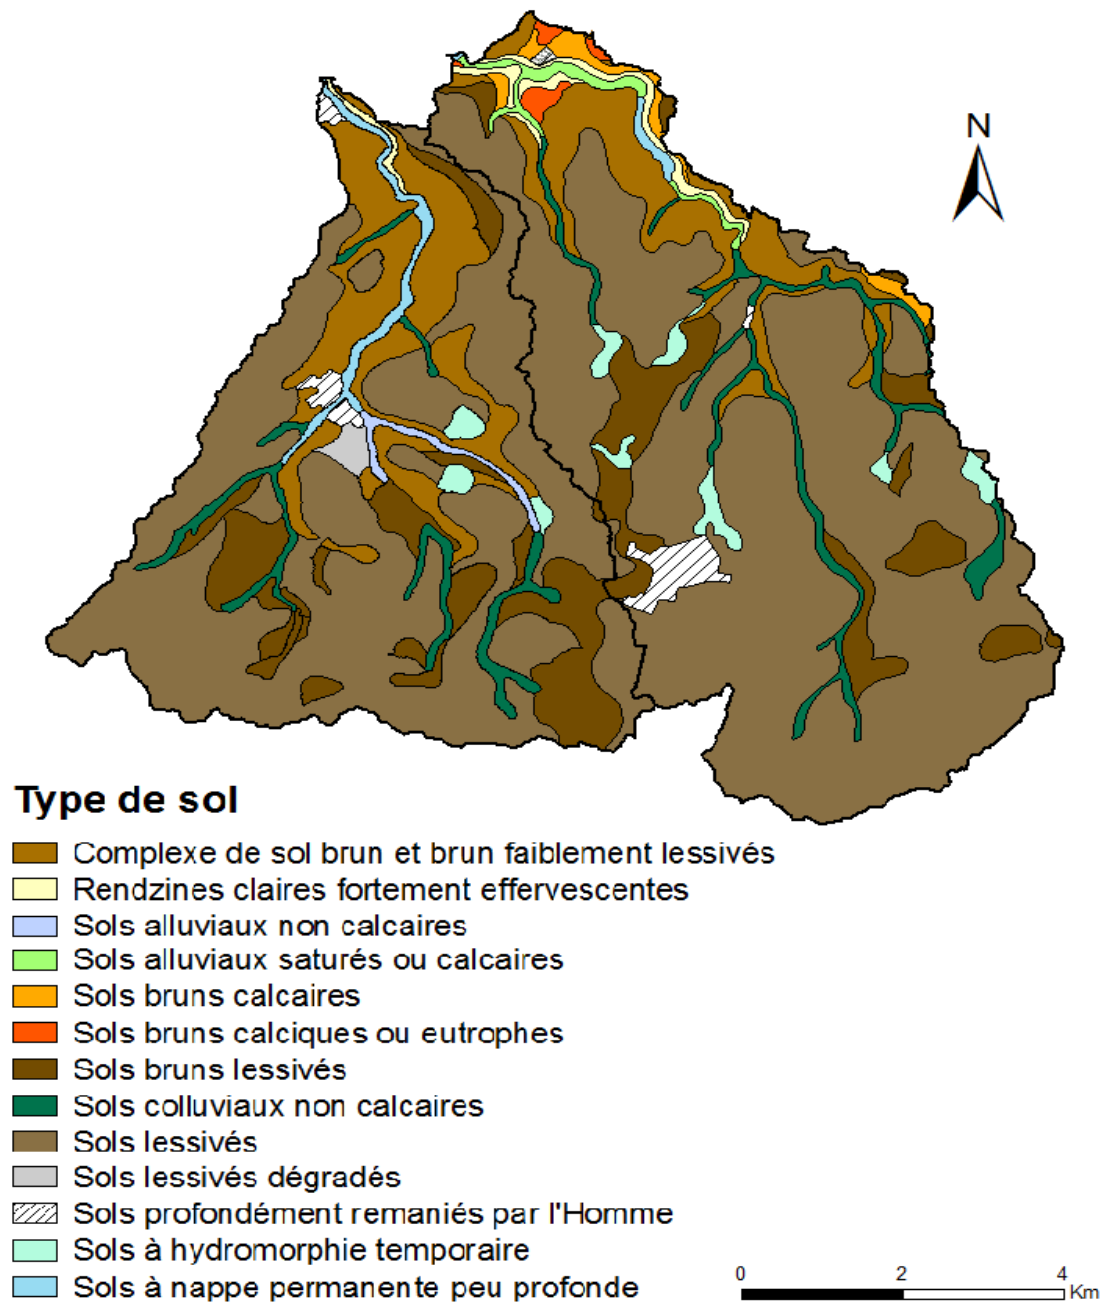 N
Type de sol
Complexe de sol brun et brun faiblement lessivés
Rendzines claires fortement effervescentes
Sols alluviaux non calcaires
Sols alluviaux saturés ou calcaires
Sols bruns calcaires
Sols bruns calciques ou eutrophes
Sols bruns lessivés
Sols colluviaux non calcaires
Sols lessivés
Sols lessivés dégradés
Sols profondément remaniés par l'Homme
Sols à hydromorphie temporaire
Sols à nappe permanente peu profonde
0 2 4
Km